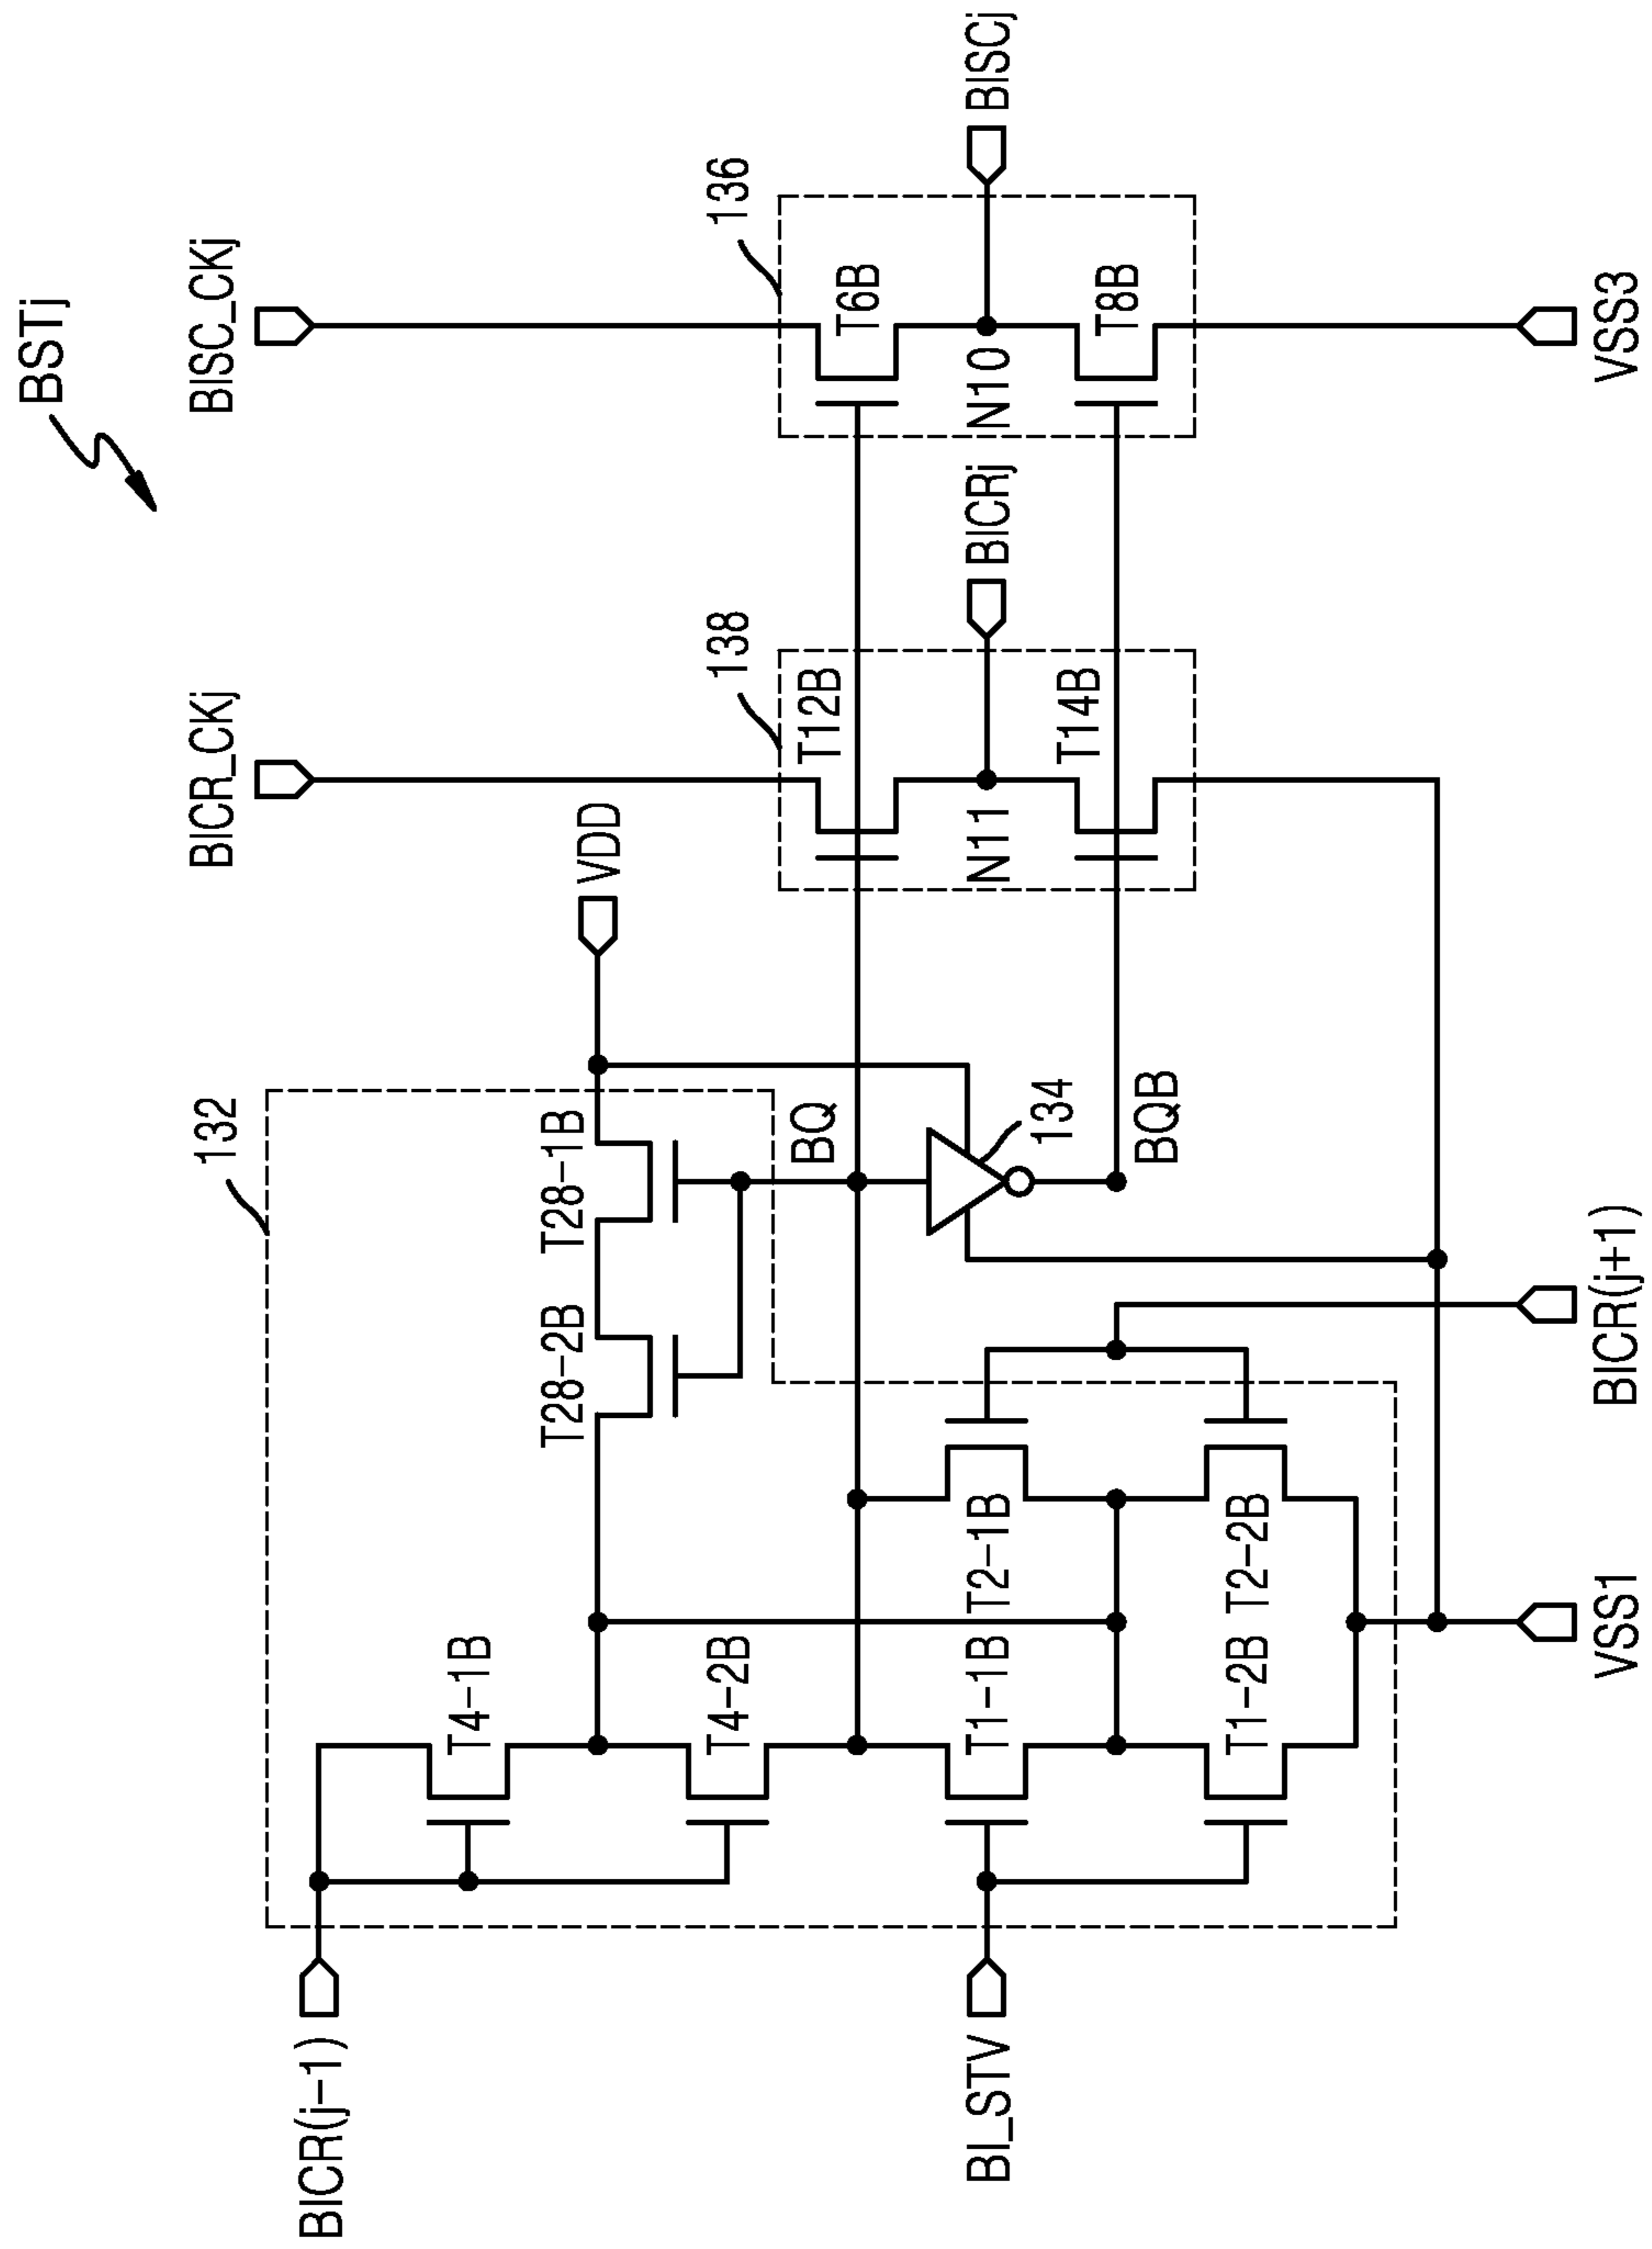 BSTj
BICR_CKj
BISC_CKj
132
VDD
138
136
T4-1B
T28-2B
T28-1B
T4-2B
BQ
T12B
T6B
BICR(j-1)
BI_STV
T1-1B
T2-1B
134
N11
BICRj
N10
BISCj
T1-2B
T2-2B
BQB
T14B
T8B
VSS1
BICR(j+1)
VSS3